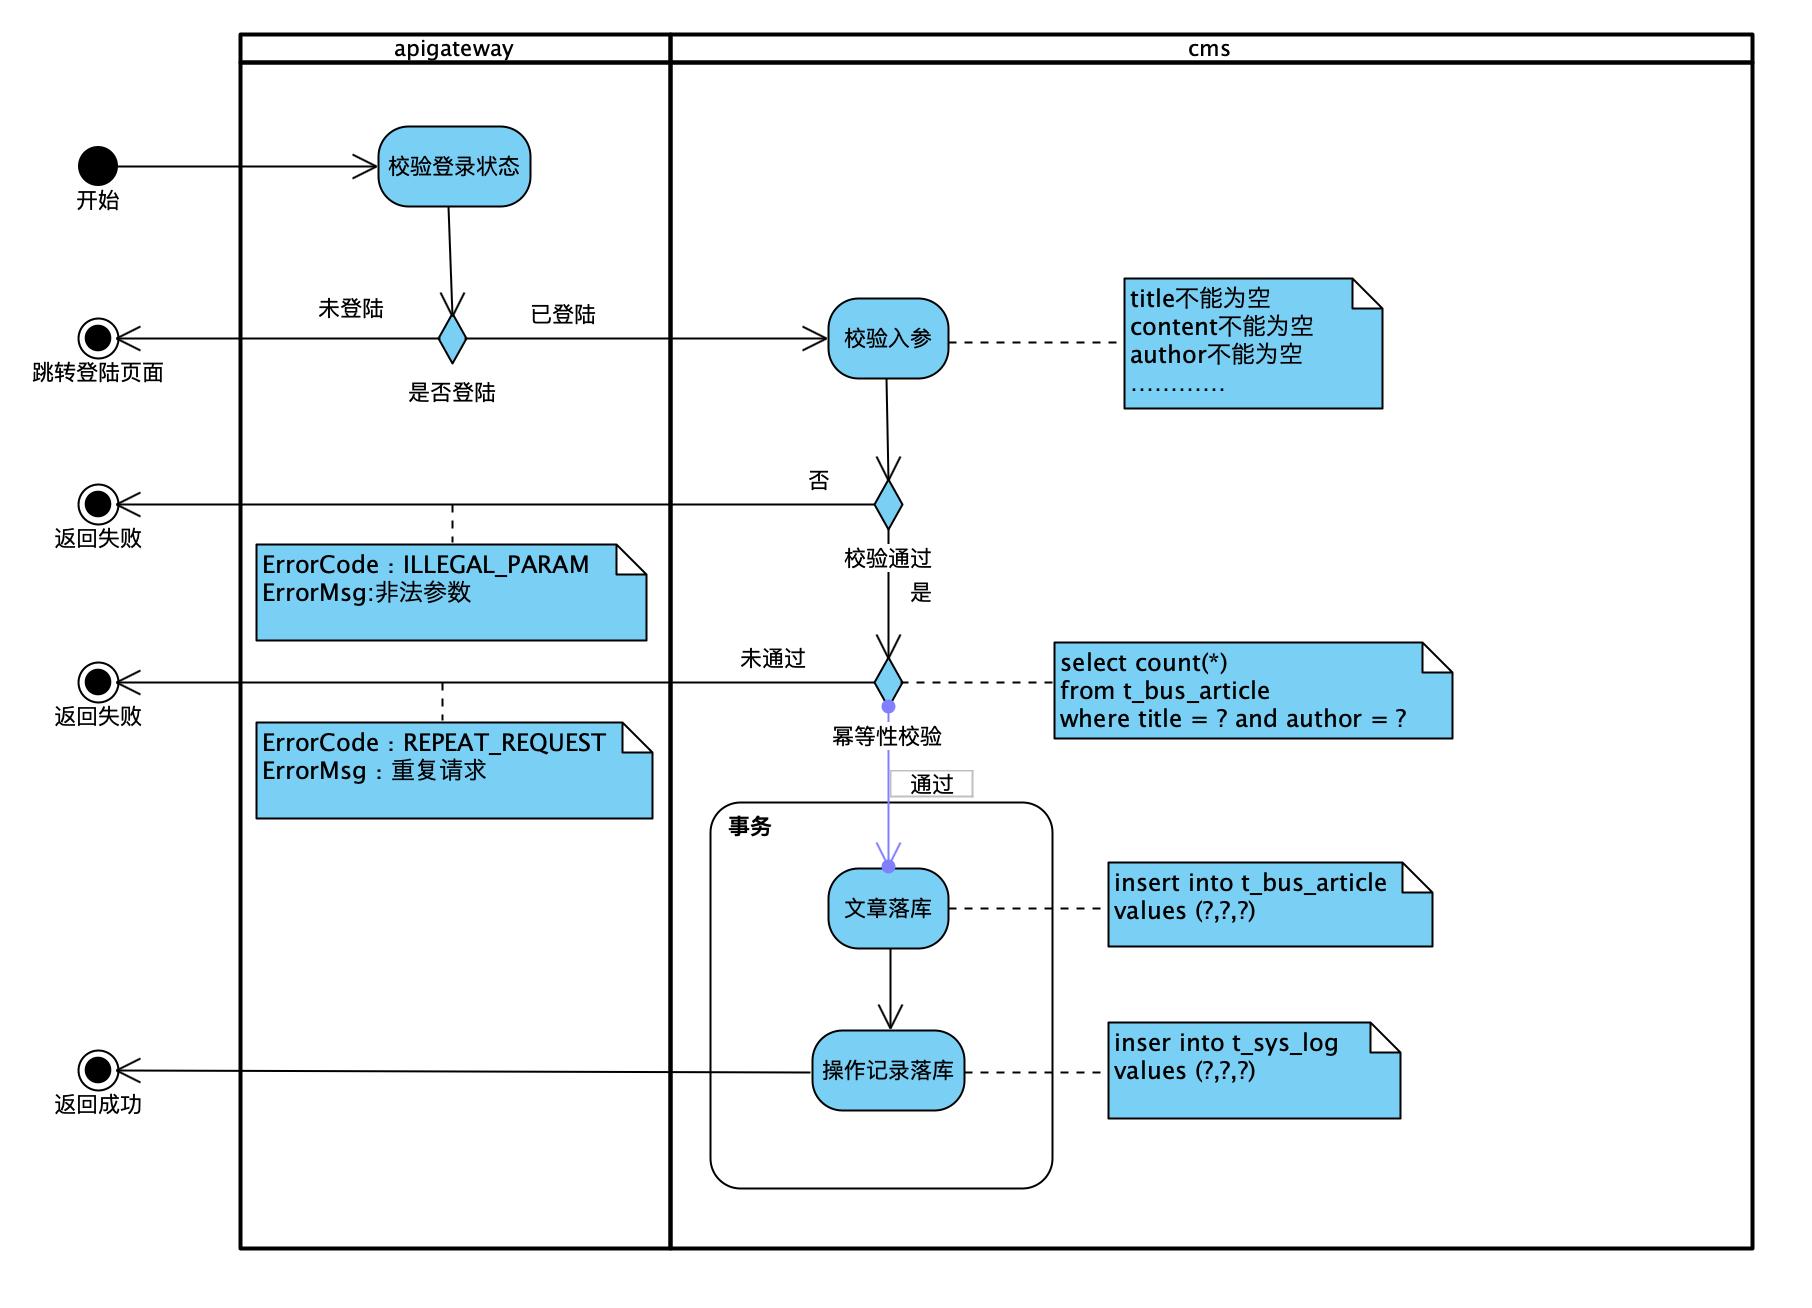 apigateway
cms
校验登录状态
开始
未登陆
已登陆
校验入参
title不能为空
content不能为空
author不能为空
............
跳转登陆页面
是否登陆
否
返回失败
校验通过
ErrorCode : ILLEGAL_PARAM
ErrorMsg:非法参数
是
未通过
select count(*)
from t_bus_article
where title = ? and author = ?
返回失败
幂等性校验
ErrorCode : REPEAT_REQUEST
ErrorMsg : 重复请求
通过
事务
文章落库
insert into t_bus_article
values (?,?,?)
操作记录落库
inser into t_sys_log
values (?,?,?)
返回成功